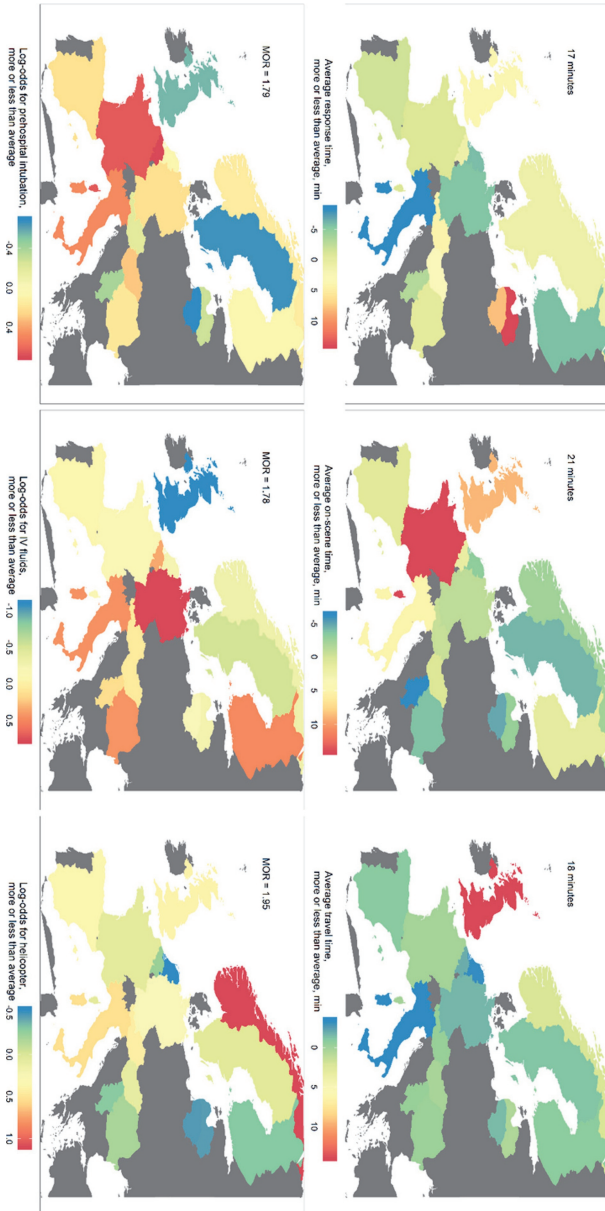 17 minutes
Average response time,
more or less than average, min
-5
0
5
10
21 minutes
Average on-scene time,
more or less than average, min
-5
0
5
10
18 minutes
Average travel time,
more or less than average, min
0
5
10
MOR = 1.79
Log-odds for prehospital intubation,
more or less than average
-0.4
0.0
0.4
MOR = 1.78
Log-odds for IV fluids,
more or less than average
-1.0
-0.5
0.0
0.5
MOR = 1.95
Log-odds for helicopter,
more or less than average
-0.5
0.0
0.5
1.0